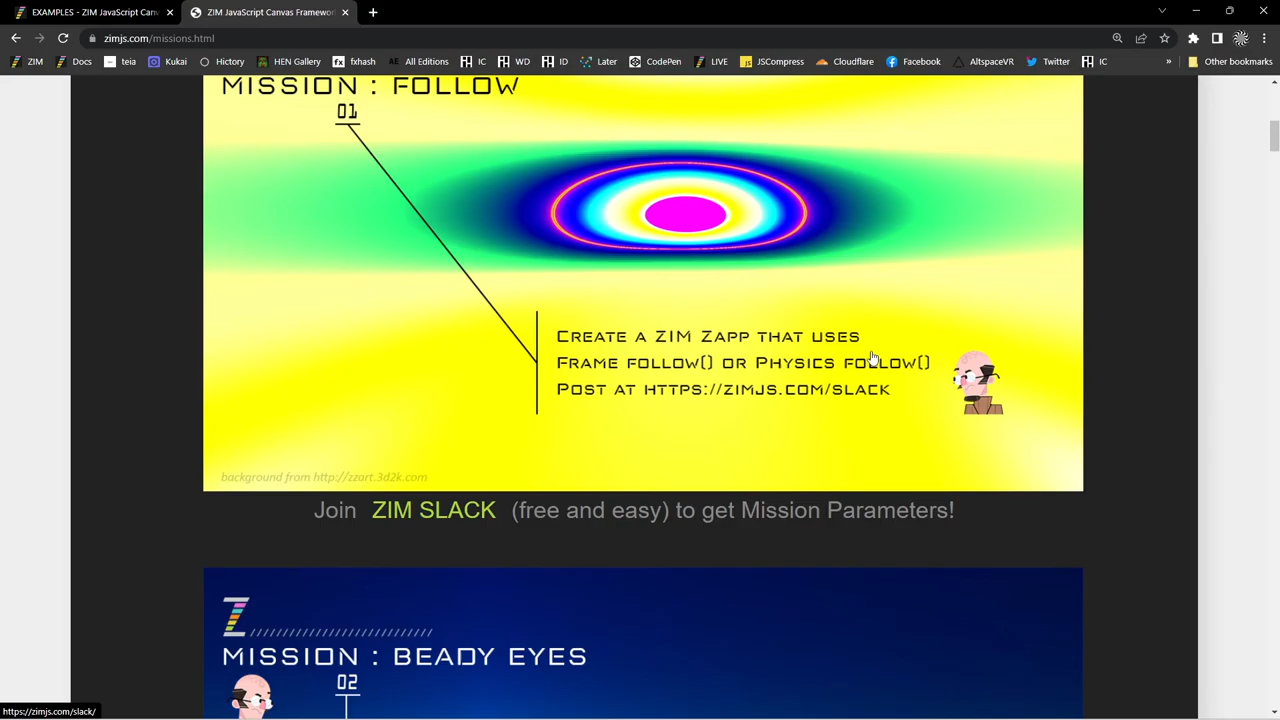 EXAMPLES - ZIM JavaScript Canv
ZIM JavaScript Canvas Framewor
zimjs.com/missions.html
ZIM
Docs
teia
Kukai
Hictory
HEN Gallery
fxhash
All Editions
IC
WD
ID
Later
CodePen
LIVE
JSCompress
Cloudflare
Facebook
AltspaceVR
Twitter
IC
»
Other bookmarks
MISSION : FOLLOW
01
Create a ZIM Zapp that uses
Frame follow() or Physics follow()
Post at https://zimjs.com/slack
background from http://zzart.3d2k.com
Join ZIM SLACK (free and easy) to get Mission Parameters!
Z
MISSION : BEADY EYES
02
https://zimjs.com/slack/